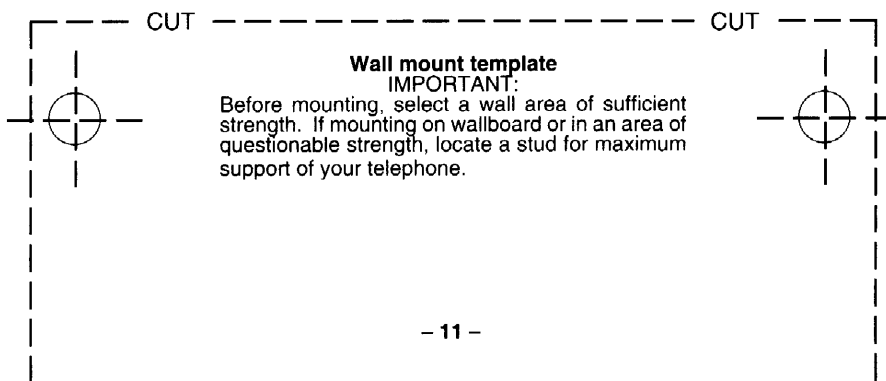 CUT CUT
Wall mount template
IMPORTANT:
Before mounting, select a wall area of sufficient
strength. If mounting on wallboard or in an area of
questionable strength, locate a stud for maximum
support of your telephone.
– 11 –